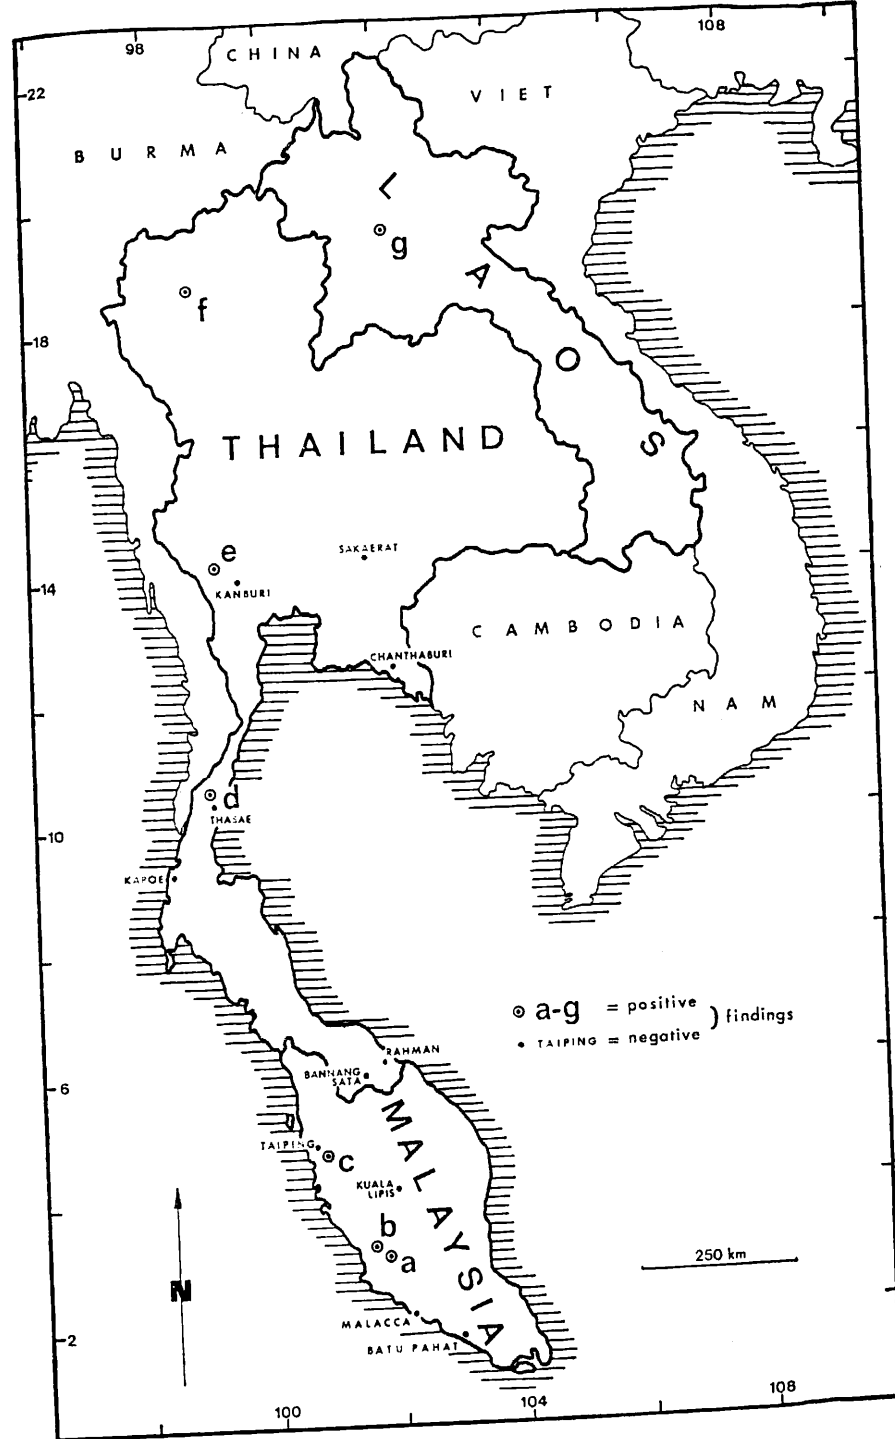 98
108
CHINA
22
VIET
BURMA
L
g
A
f
18
O
THAILAND
S
e
SAKAERAT
14
KANBURI
CAMBODIA
CHANTHABURI
NAM
d
THASAE
10
KAPOE
a-g = positive
) findings
TAIPING = negative
RAHMAN
BANNANG
SATA
6
MALAYSIA
TAIPING
c
KUALA
LIPIS
b
a
250 km
N
MALACCA
2
BATU PAHAT
100
104
108